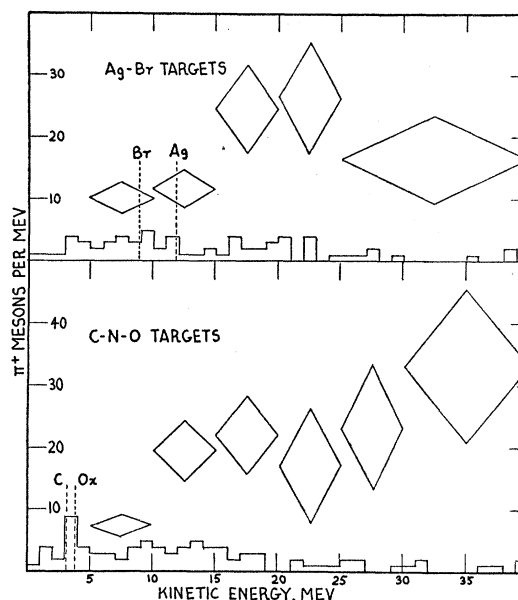 30
Ag-Br TARGETS
20
Br
Ag
10
π+ MESONS PER MEV
40
C-N-O TARGETS
30
20
C
Ox
10
5
10
15
20
25
30
35
KINETIC ENERGY, MEV